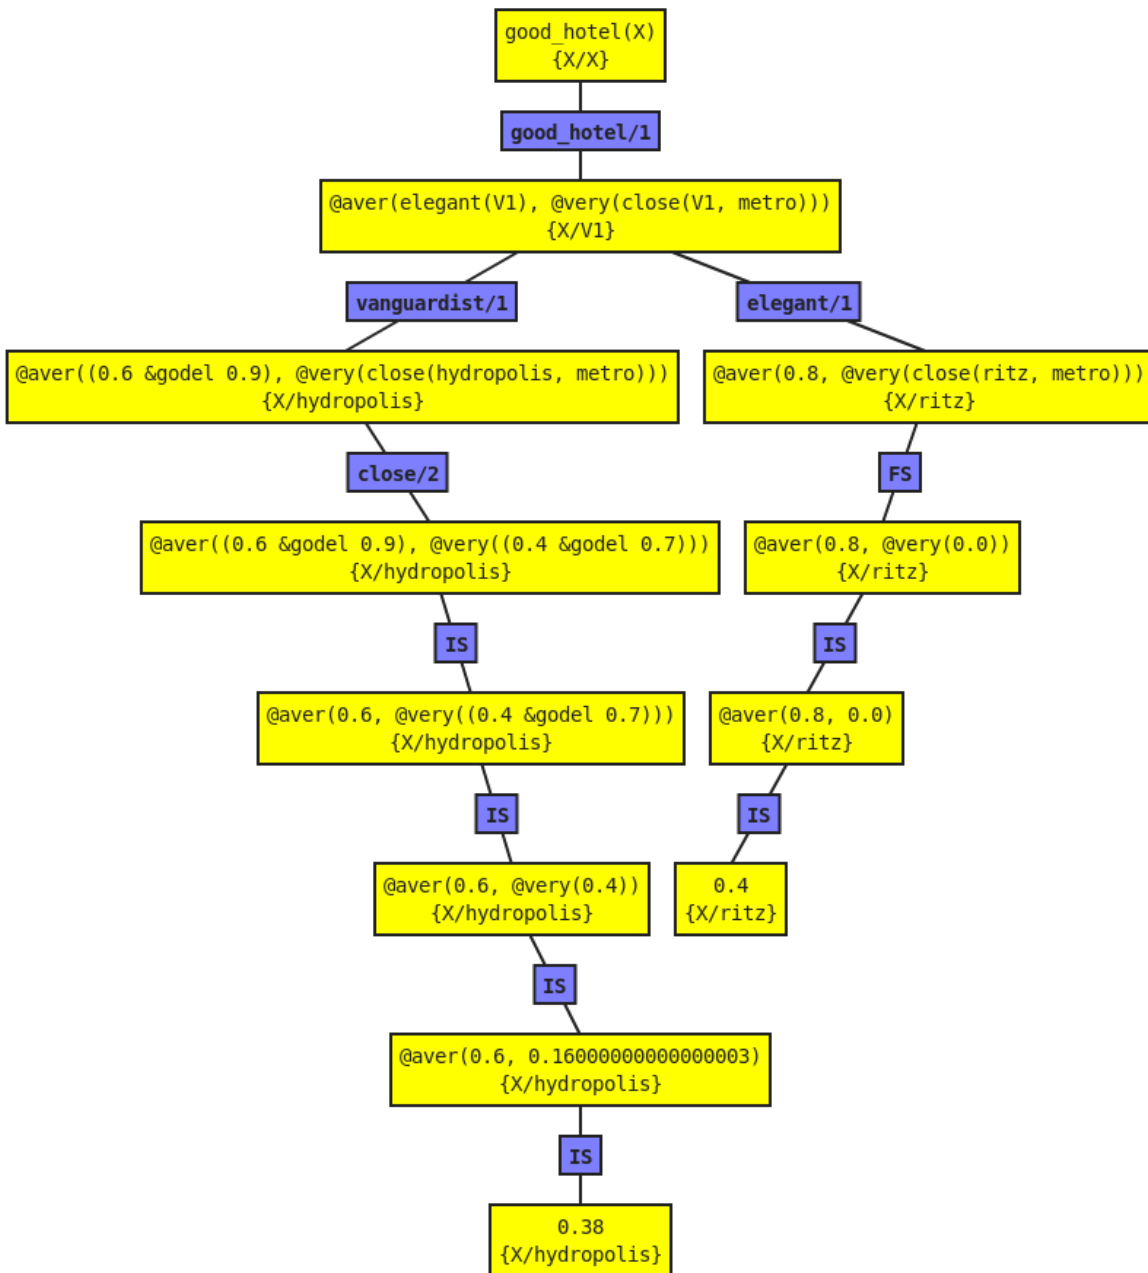 good_hotel(X)
{X/X}
good_hotel/1
@aver(elegant(V1), @very(close(V1, metro)))
{X/V1}
vanguardist/1
elegant/1
@aver((0.6 &godel 0.9), @very(close(hydropolis, metro)))
{X/hydropolis}
@aver(0.8, @very(close(ritz, metro)))
{X/ritz}
close/2
FS
@aver((0.6 &godel 0.9), @very((0.4 &godel 0.7)))
{X/hydropolis}
@aver(0.8, @very(0.0))
{X/ritz}
IS
IS
@aver(0.6, @very((0.4 &godel 0.7)))
{X/hydropolis}
@aver(0.8, 0.0)
{X/ritz}
IS
IS
@aver(0.6, @very(0.4))
{X/hydropolis}
0.4
{X/ritz}
IS
@aver(0.6, 0.16000000000000003)
{X/hydropolis}
IS
0.38
{X/hydropolis}